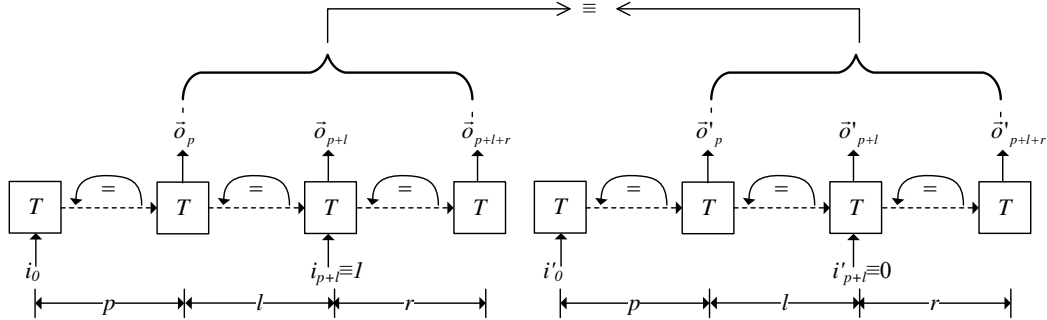 ≡
o⃗p o⃗p+l o⃗p+l+r o⃗'p o⃗'p+l o⃗'p+l+r
T = T = T = T T = T = T = T
i0 ip+l≡1 i'0 i'p+l≡0
p l r p l r